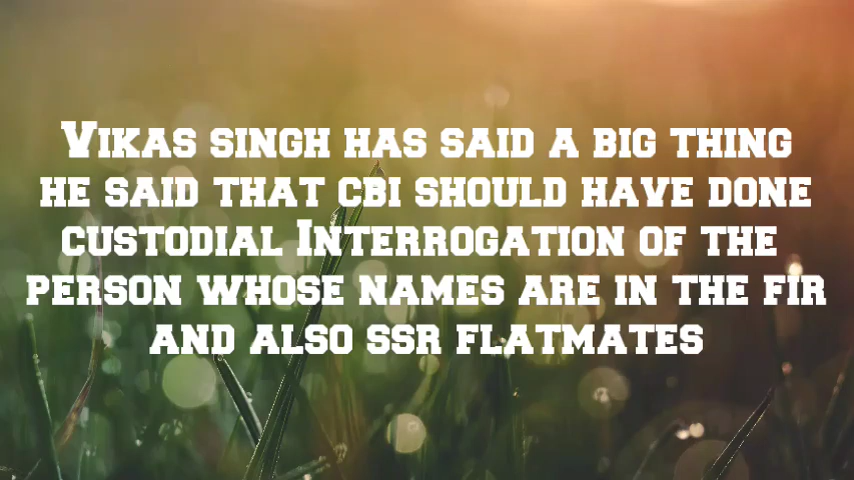 Vikas singh has said a big thing
he said that cbi should have done
custodial Interrogation of the
person whose names are in the fir
and also ssr flatmates